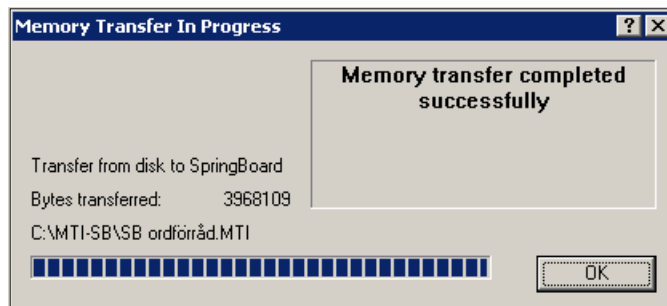 Memory Transfer In Progress
Memory transfer completed
successfully
Transfer from disk to SpringBoard
Bytes transferred: 3968109
C:\MTI-SB\SB ordförråd.MTI
OK